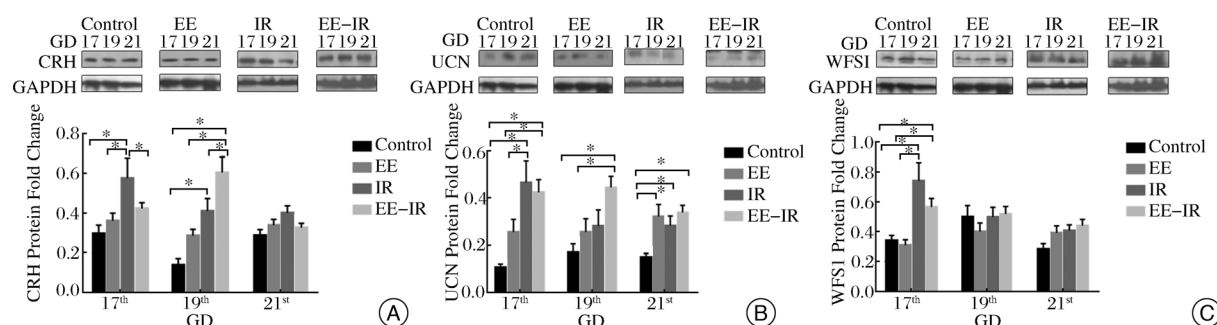 Control EE IR EE-IR
GD 17 19 21 17 19 21 17 19 21 17 19 21
CRH
GAPDH
CRH Protein Fold Change
0.8
0.6
0.4
0.2
0.0
* * * * * * *
17th 19th 21st
GD
A
Control EE IR EE-IR
GD 17 19 21 17 19 21 17 19 21 17 19 21
UCN
GAPDH
UCN Protein Fold Change
0.8
0.6
0.4
0.2
0.0
* * * * * * * * *
17th 19th 21st
GD
Control
EE
IR
EE-IR
B
Control EE IR EE-IR
GD 17 19 21 17 19 21 17 19 21 17 19 21
WFSI
GAPDH
WFS1 Protein Fold Change
1.0
0.8
0.6
0.4
0.2
0.0
* * * *
17th 19th 21st
GD
Control
EE
IR
EE-IR
C
Control
EE
IR
EE-IR